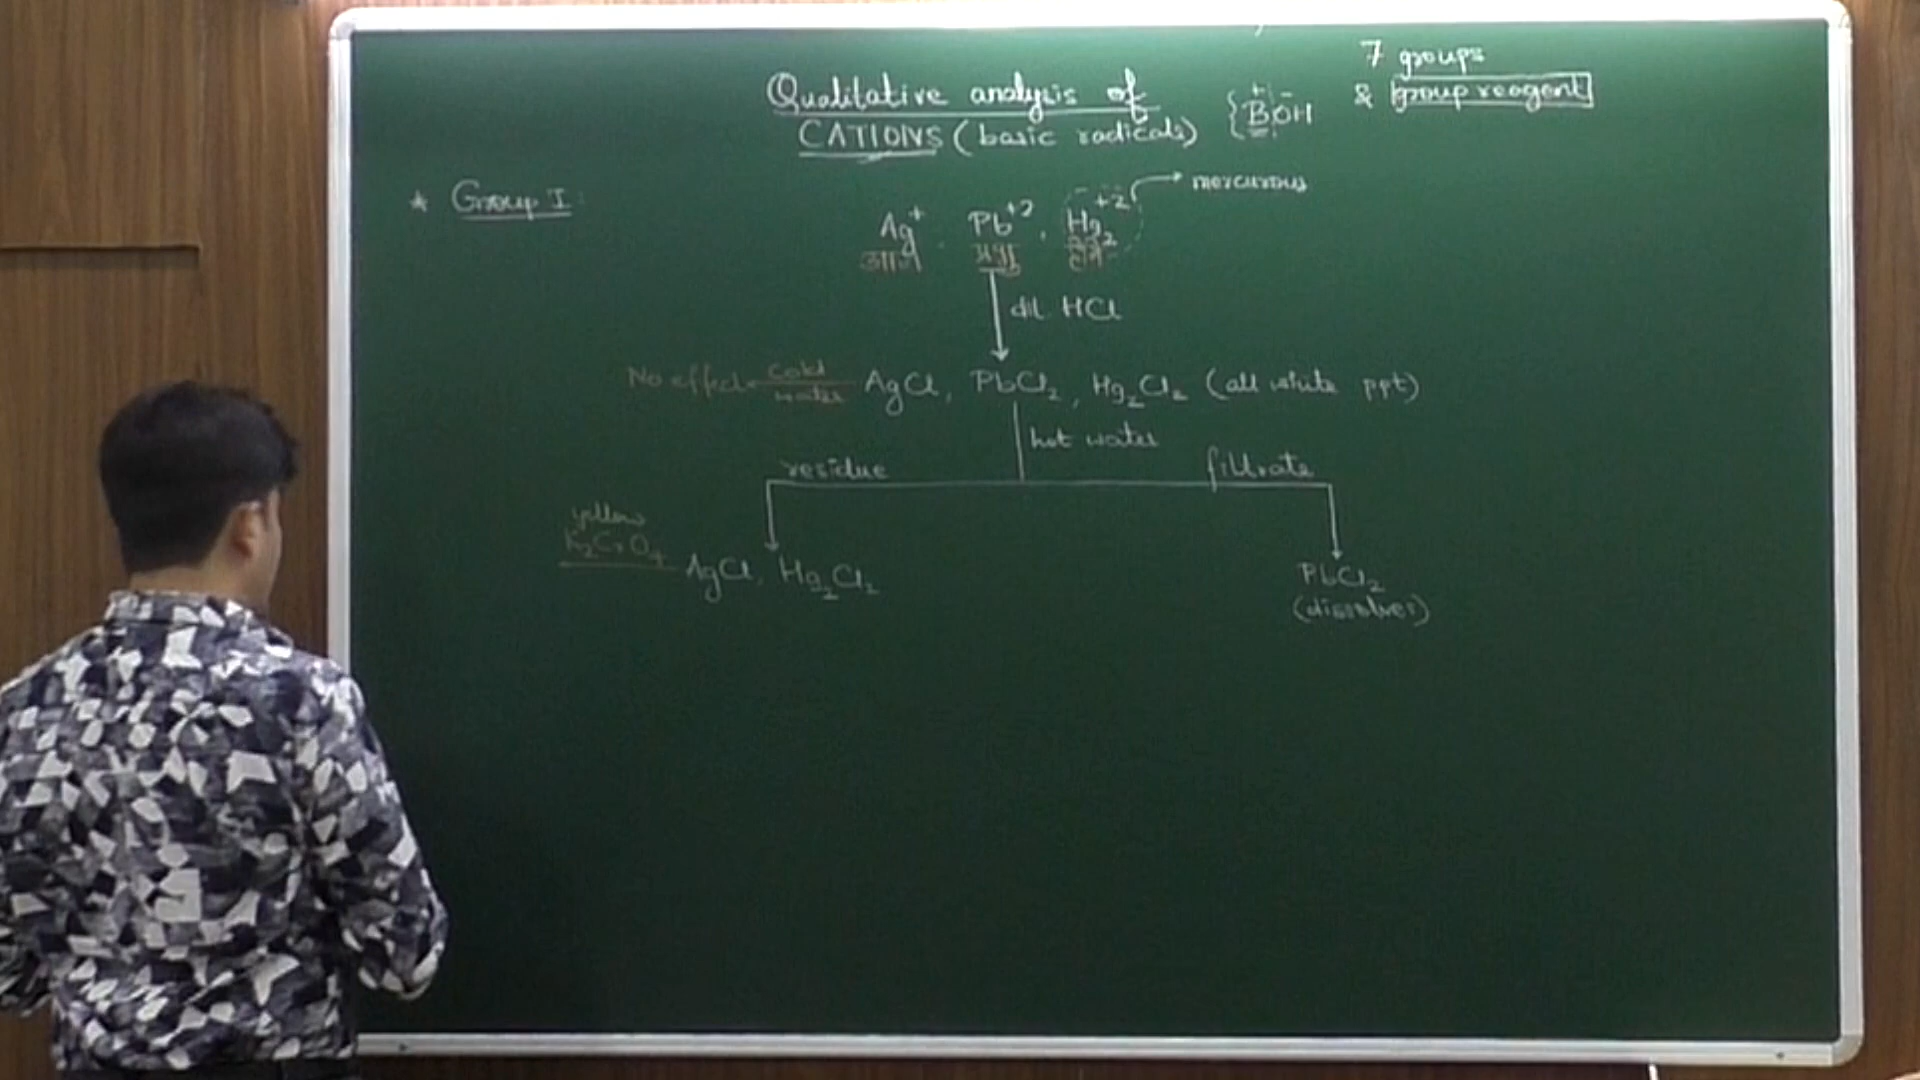 7 groups
& group reagent
Qualitative analysis of
CATIONS (basic radicals) {B⁺OH⁻
* Group I :
→ mercurous
Ag⁺, Pb⁺², Hg₂⁺²
dil. HCl
No effect cold water AgCl, PbCl₂, Hg₂Cl₂ (all white ppt)
hot water
residue filtrate
yellow
K₂CrO₄
AgCl, Hg₂Cl₂ PbCl₂
(dissolves)